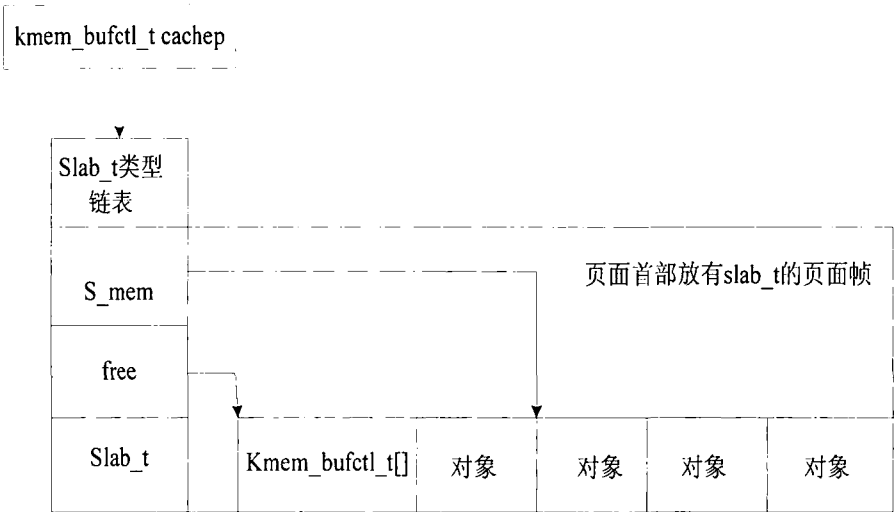 kmem_bufctl_t cachep
Slab_t类型
链表
S_mem
页面首部放有slab_t的页面帧
free
Slab_t
Kmem_bufctl_t[]
对象
对象
对象
对象